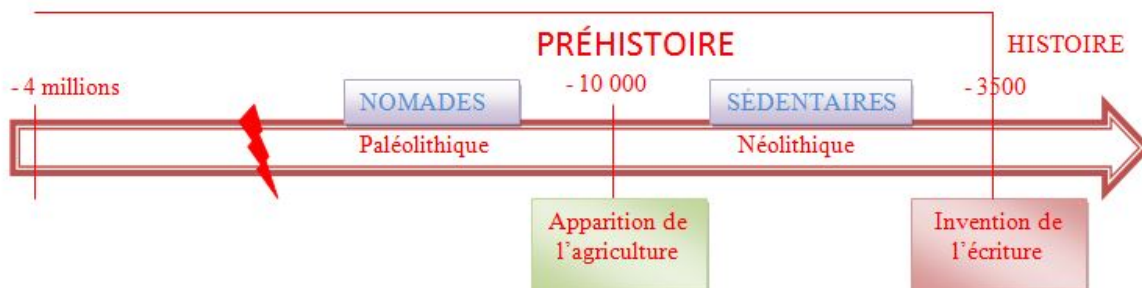 PRÉHISTOIRE
HISTOIRE
- 4 millions
NOMADES
- 10 000
SÉDENTAIRES
- 3500
Paléolithique
Néolithique
Apparition de
l’agriculture
Invention de
l’écriture